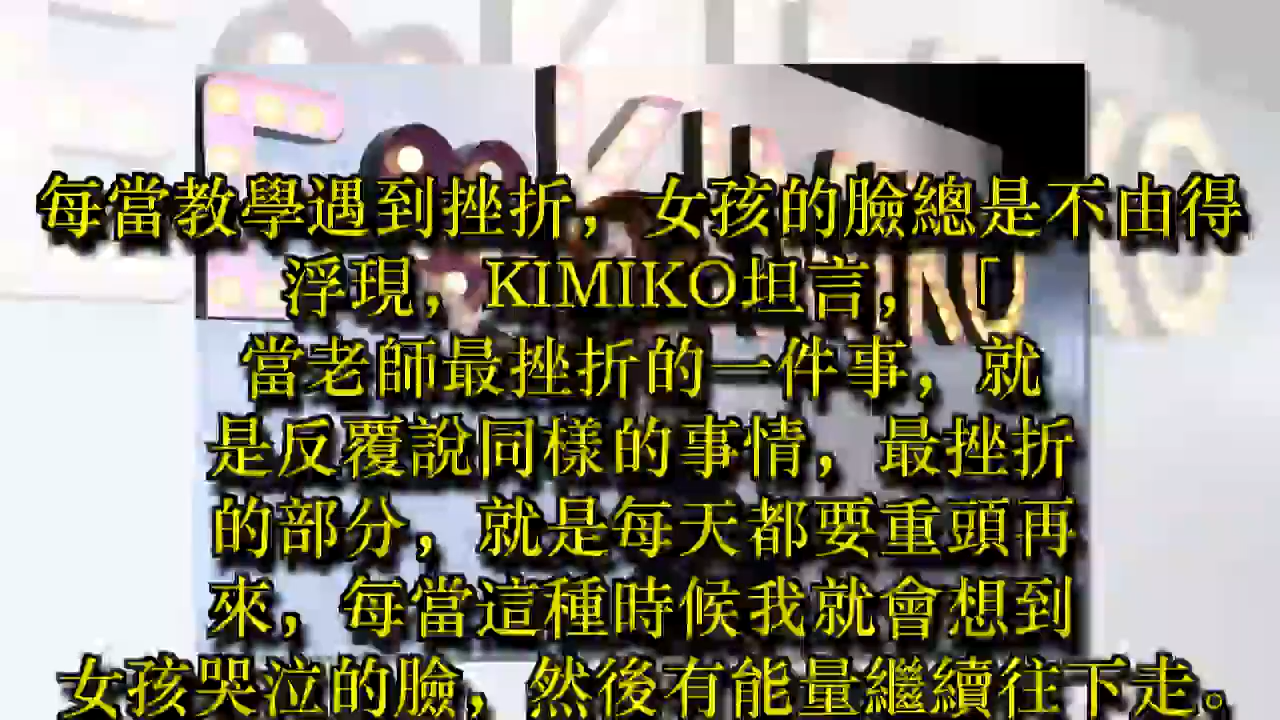 每當教學遇到挫折，女孩的臉總是不由得
浮現，KIMIKO坦言，「
當老師最挫折的一件事，就
是反覆說同樣的事情，最挫折
的部分，就是每天都要重頭再
來，每當這種時候我就會想到
女孩哭泣的臉，然後有能量繼續往下走。